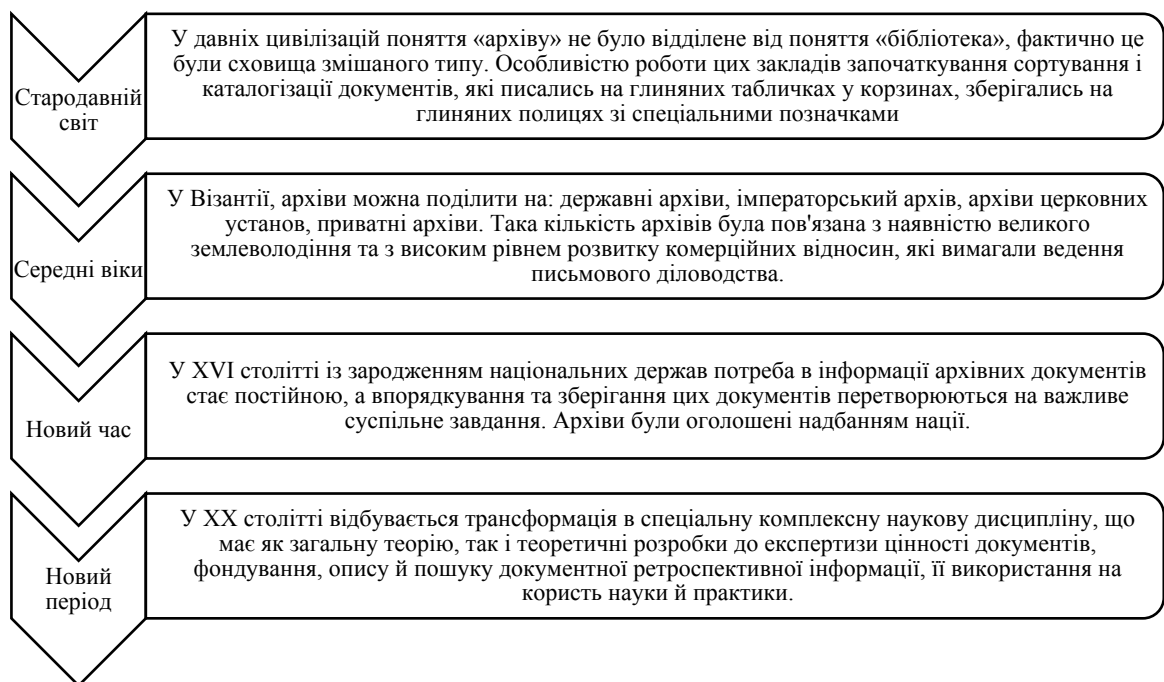 Стародавній
світ
У давніх цивілізацій поняття «архіву» не було відділене від поняття «бібліотека», фактично це
були сховища змішаного типу. Особливістю роботи цих закладів започаткування сортування і
каталогізації документів, які писались на глиняних табличках у корзинах, зберігались на
глиняних полицях зі спеціальними позначками
Середні віки
У Візантії, архіви можна поділити на: державні архіви, імператорський архів, архіви церковних
установ, приватні архіви. Така кількість архівів була пов'язана з наявністю великого
землеволодіння та з високим рівнем розвитку комерційних відносин, які вимагали ведення
письмового діловодства.
Новий час
У XVI столітті із зародженням національних держав потреба в інформації архівних документів
стає постійною, а впорядкування та зберігання цих документів перетворюються на важливе
суспільне завдання. Архіви були оголошені надбанням нації.
Новий
період
У XX столітті відбувається трансформація в спеціальну комплексну наукову дисципліну, що
має як загальну теорію, так і теоретичні розробки до експертизи цінності документів,
фондування, опису й пошуку документної ретроспективної інформації, її використання на
користь науки й практики.